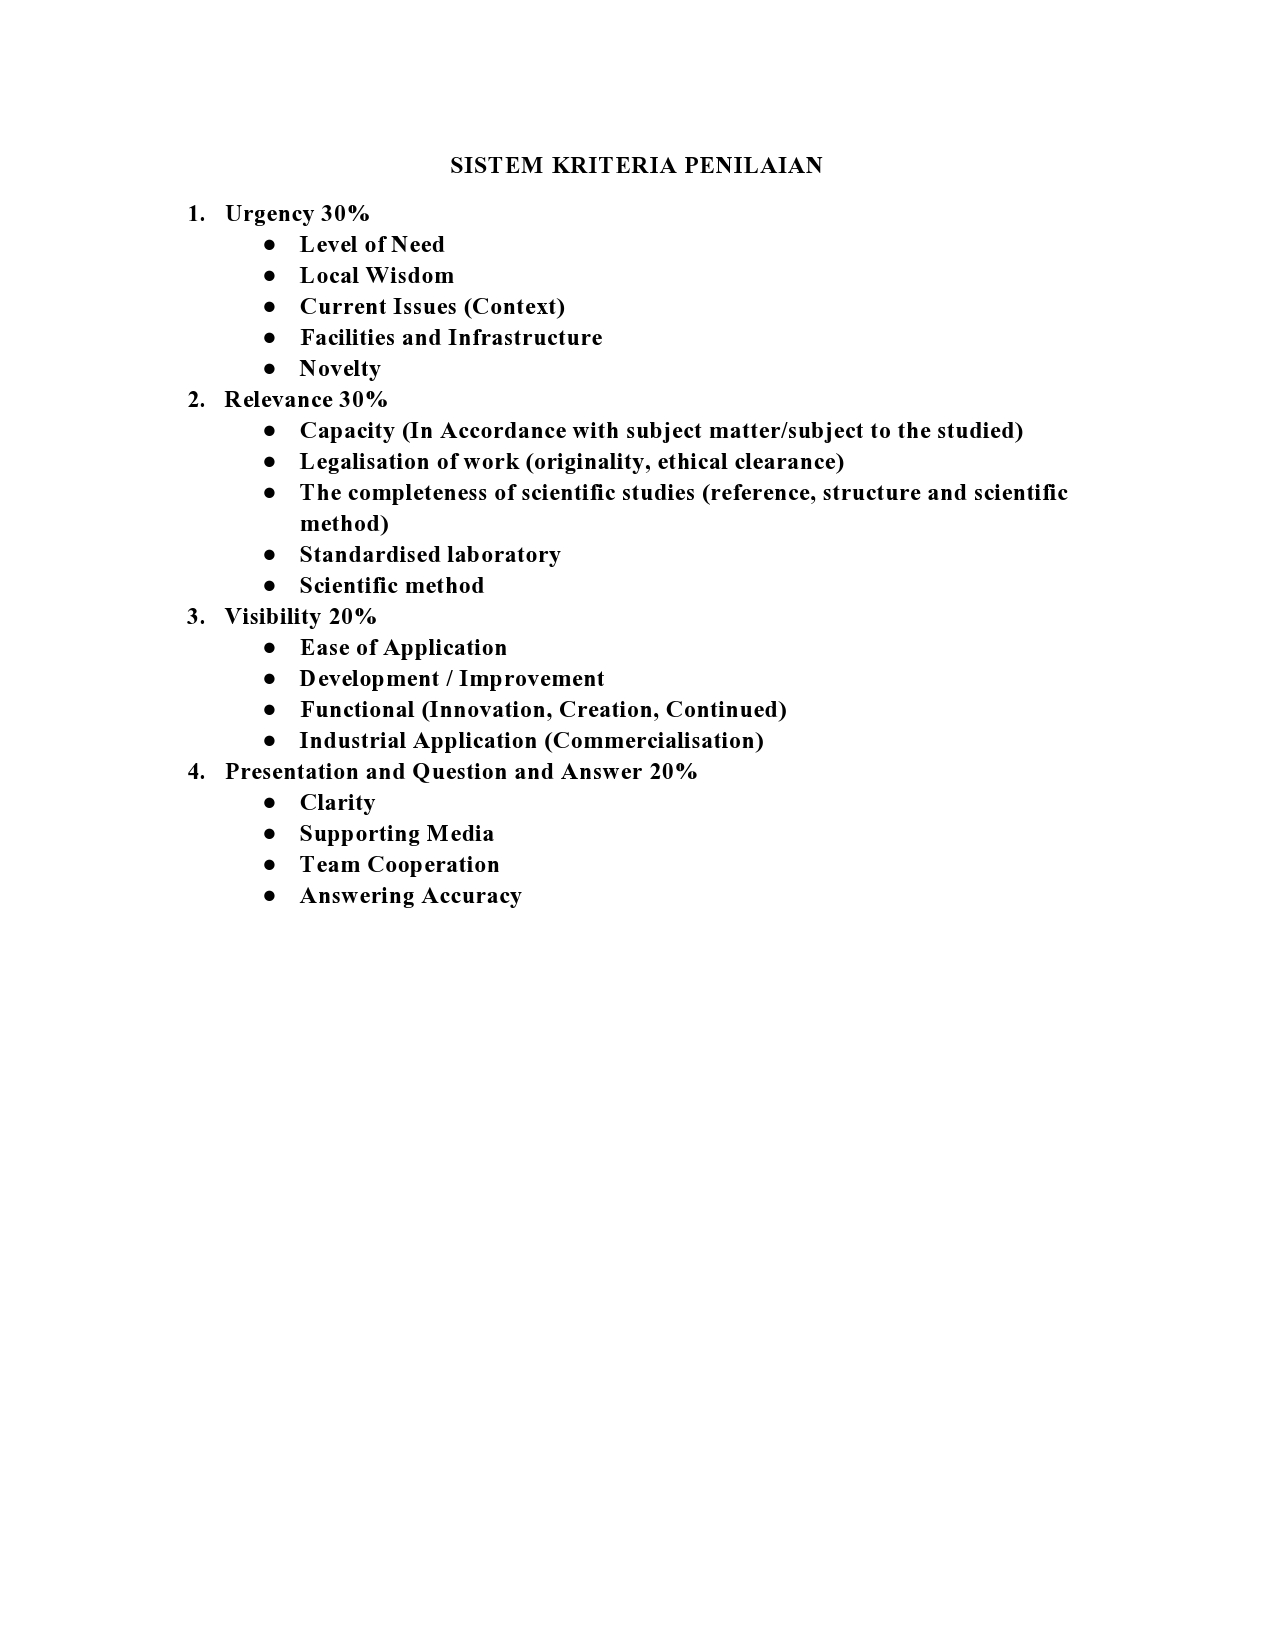 SISTEM KRITERIA PENILAIAN
1. Urgency 30%
● Level of Need
● Local Wisdom
● Current Issues (Context)
● Facilities and Infrastructure
● Novelty
2. Relevance 30%
● Capacity (In Accordance with subject matter/subject to the studied)
● Legalisation of work (originality, ethical clearance)
● The completeness of scientific studies (reference, structure and scientific
method)
● Standardised laboratory
● Scientific method
3. Visibility 20%
● Ease of Application
● Development / Improvement
● Functional (Innovation, Creation, Continued)
● Industrial Application (Commercialisation)
4. Presentation and Question and Answer 20%
● Clarity
● Supporting Media
● Team Cooperation
● Answering Accuracy